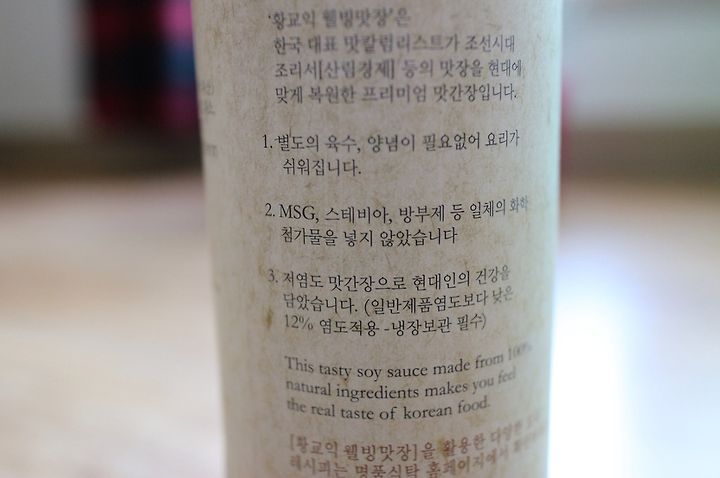 '황교익 웰빙맛장'은
한국 대표 맛칼럼리스트가 조선시대
조리서[산림경제] 등의 맛장을 현대에
맞게 복원한 프리미엄 맛간장입니다.
1. 별도의 육수, 양념이 필요없어 요리가
쉬워집니다.
2. MSG, 스테비아, 방부제 등 일체의 화학
첨가물을 넣지 않았습니다
3. 저염도 맛간장으로 현대인의 건강을
담았습니다. (일반제품염도보다 낮은
12% 염도적용 -냉장보관 필수)
This tasty soy sauce made from 100%
natural ingredients makes you feel
the real taste of korean food.
[황교익 웰빙맛장]을 활용한 다양한
레시피는 명품식탁 홈페이지에서